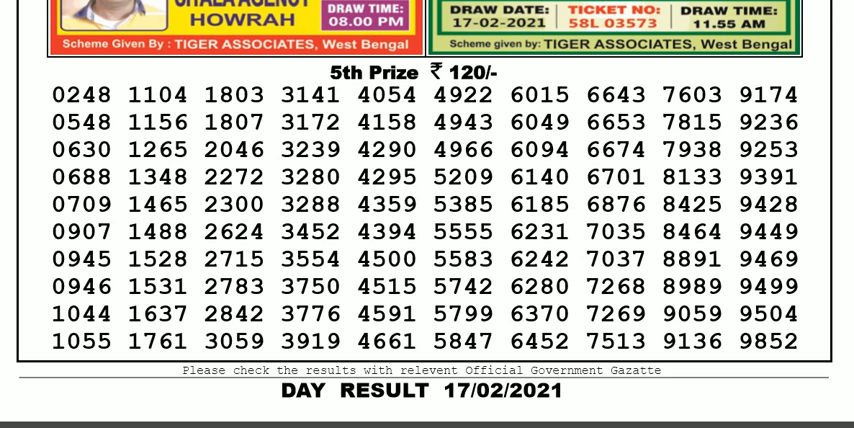 HOWRAH
DRAW TIME:
08.00 PM
Scheme Given By : TIGER ASSOCIATES, West Bengal
DRAW DATE:
17-02-2021
TICKET NO:
58L 03573
DRAW TIME:
11.55 AM
Scheme given by: TIGER ASSOCIATES, West Bengal
5th Prize ₹ 120/-
0248 1104 1803 3141 4054 4922 6015 6643 7603 9174
0548 1156 1807 3172 4158 4943 6049 6653 7815 9236
0630 1265 2046 3239 4290 4966 6094 6674 7938 9253
0688 1348 2272 3280 4295 5209 6140 6701 8133 9391
0709 1465 2300 3288 4359 5385 6185 6876 8425 9428
0907 1488 2624 3452 4394 5555 6231 7035 8464 9449
0945 1528 2715 3554 4500 5583 6242 7037 8891 9469
0946 1531 2783 3750 4515 5742 6280 7268 8989 9499
1044 1637 2842 3776 4591 5799 6370 7269 9059 9504
1055 1761 3059 3919 4661 5847 6452 7513 9136 9852
Please check the results with relevent Official Government Gazatte
DAY RESULT 17/02/2021